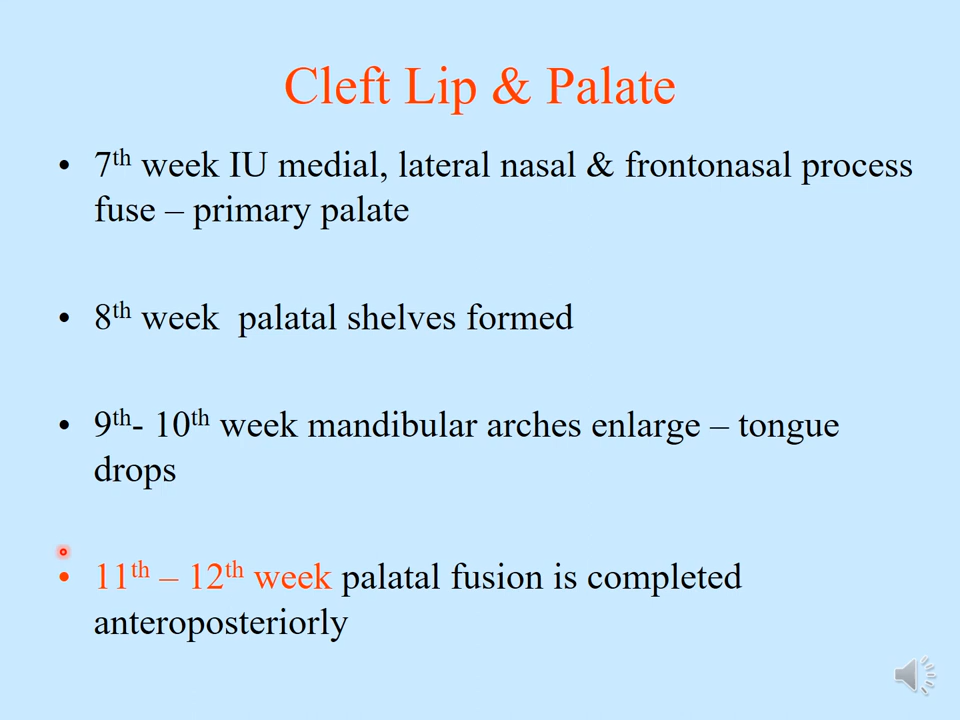 Cleft Lip & Palate
• 7th week IU medial, lateral nasal & frontonasal process
fuse – primary palate
• 8th week  palatal shelves formed
• 9th- 10th week mandibular arches enlarge – tongue
drops
• 11th – 12th week palatal fusion is completed
anteroposteriorly